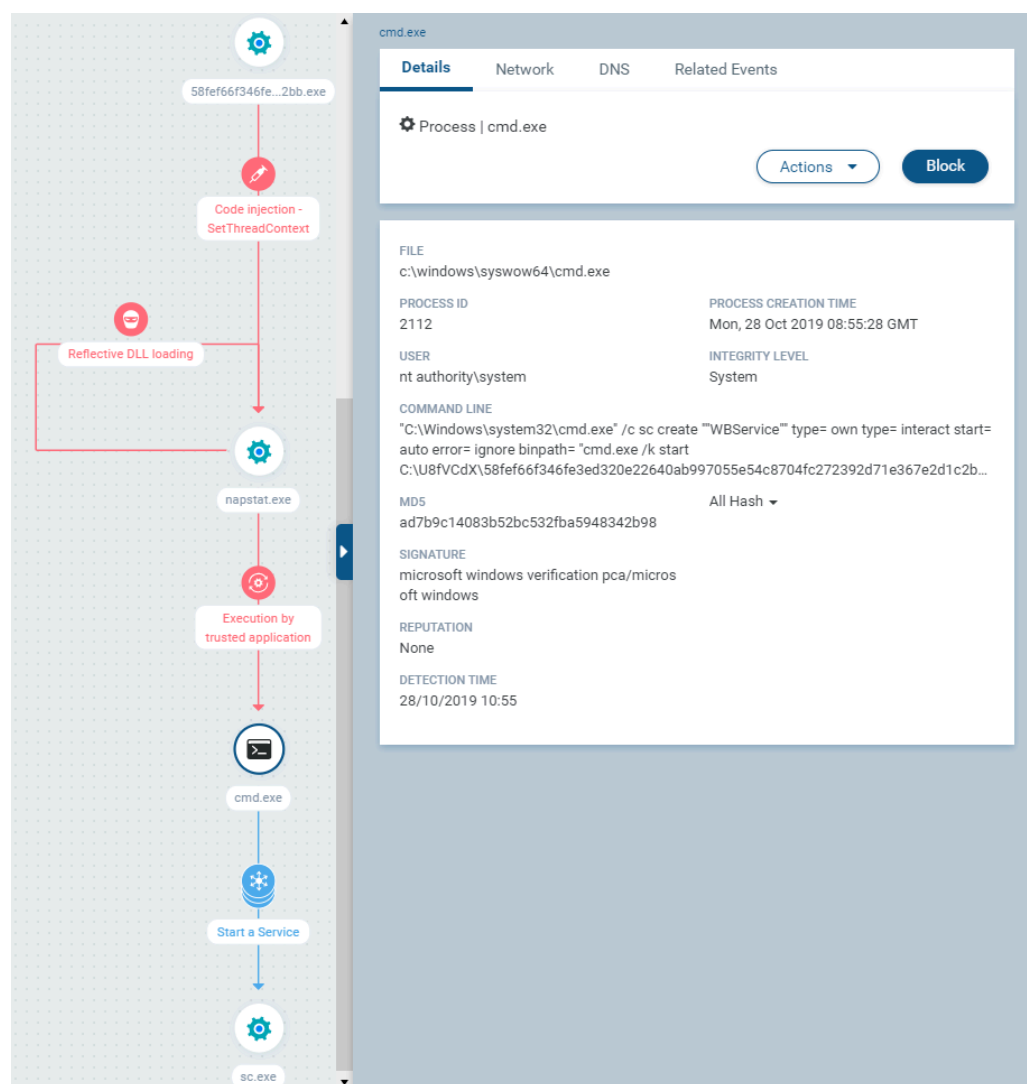 58fef66f346fe...2bb.exe
Code injection -
SetThreadContext
Reflective DLL loading
napstat.exe
Execution by
trusted application
cmd.exe
Start a Service
sc.exe
cmd.exe
Details Network DNS Related Events
Process | cmd.exe
Actions Block
FILE
c:\windows\syswow64\cmd.exe
PROCESS ID PROCESS CREATION TIME
2112 Mon, 28 Oct 2019 08:55:28 GMT
USER INTEGRITY LEVEL
nt authority\system System
COMMAND LINE
"C:\Windows\system32\cmd.exe" /c sc create ""WBService"" type= own type= interact start=
auto error= ignore binpath= "cmd.exe /k start
C:\U8fVCdX\58fef66f346fe3ed320e22640ab997055e54c8704fc272392d71e367e2d1c2b...
MD5 All Hash
ad7b9c14083b52bc532fba5948342b98
SIGNATURE
microsoft windows verification pca/micros
oft windows
REPUTATION
None
DETECTION TIME
28/10/2019 10:55